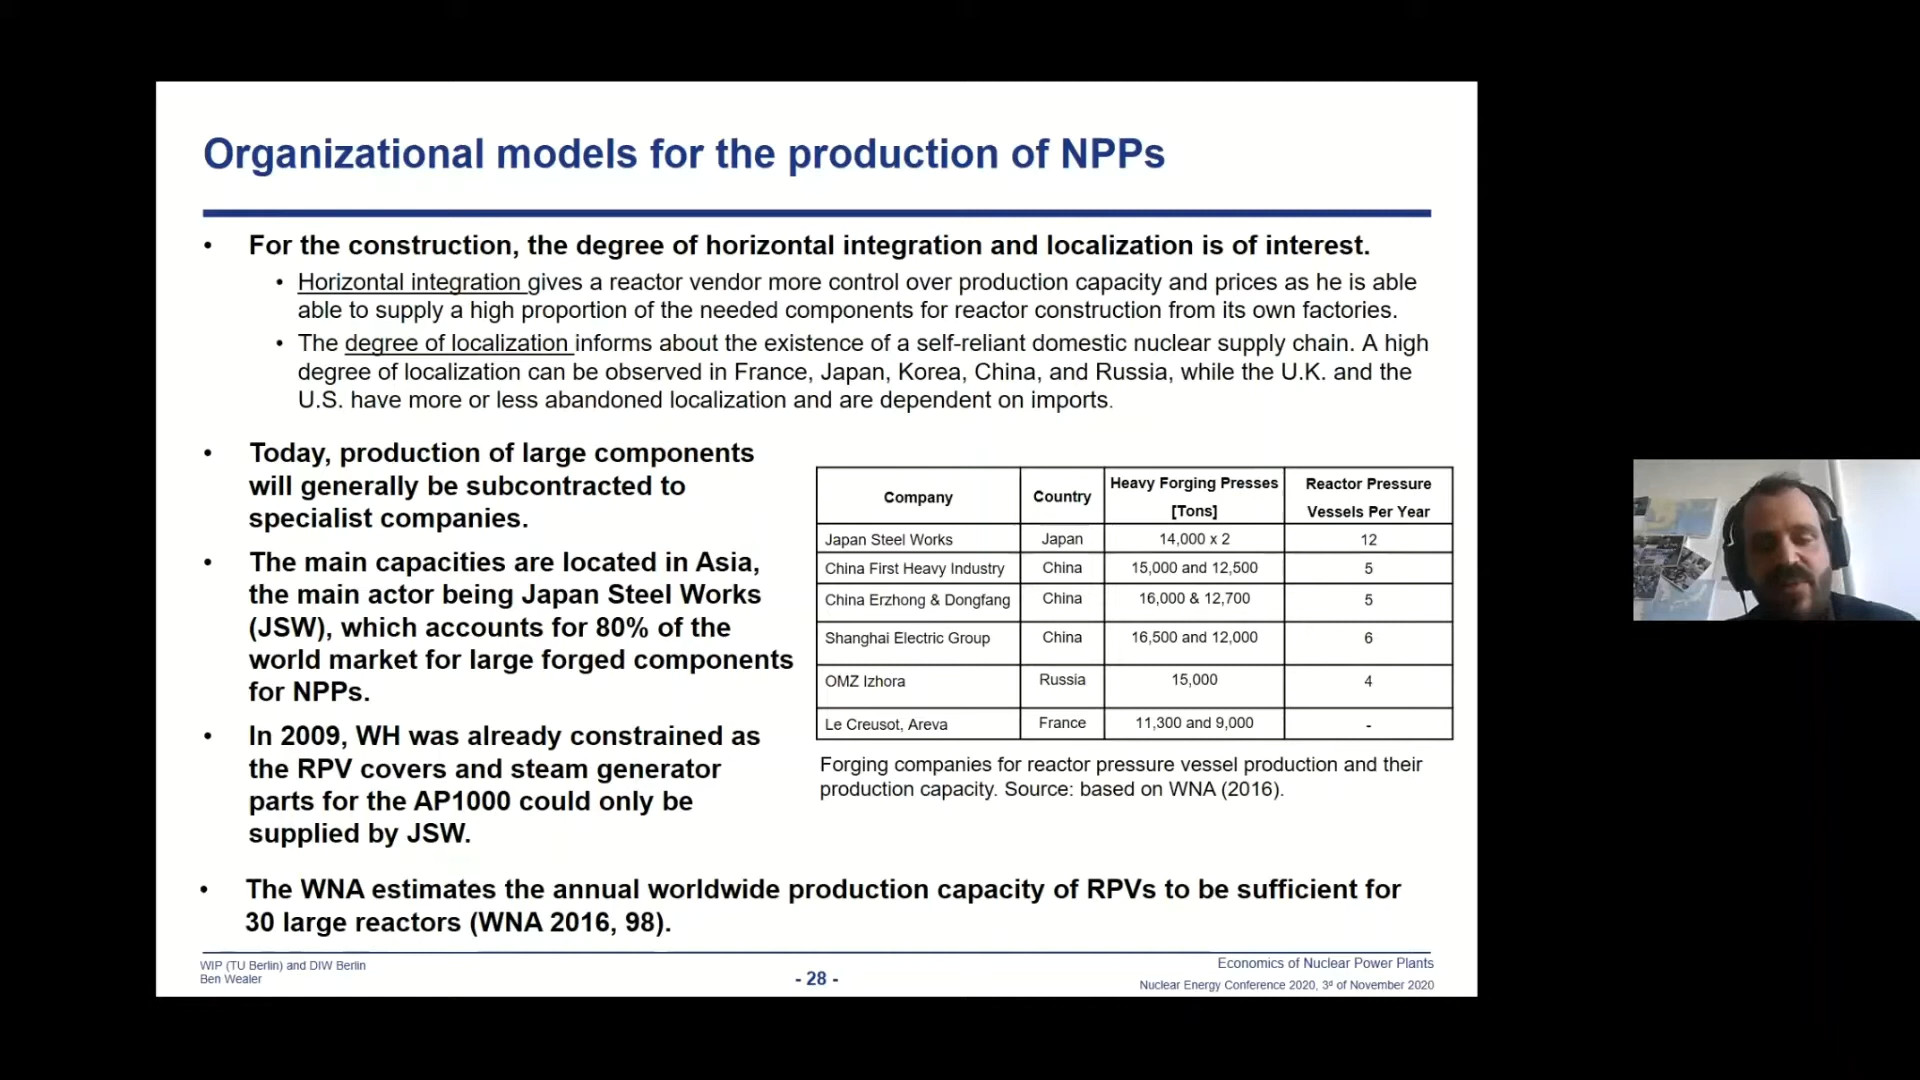 Organizational models for the production of NPPs
• For the construction, the degree of horizontal integration and localization is of interest.
• Horizontal integration gives a reactor vendor more control over production capacity and prices as he is able
able to supply a high proportion of the needed components for reactor construction from its own factories.
• The degree of localization informs about the existence of a self-reliant domestic nuclear supply chain. A high
degree of localization can be observed in France, Japan, Korea, China, and Russia, while the U.K. and the
U.S. have more or less abandoned localization and are dependent on imports.
• Today, production of large components
will generally be subcontracted to
specialist companies.
• The main capacities are located in Asia,
the main actor being Japan Steel Works
(JSW), which accounts for 80% of the
world market for large forged components
for NPPs.
• In 2009, WH was already constrained as
the RPV covers and steam generator
parts for the AP1000 could only be
supplied by JSW.
Company Country Heavy Forging Presses [Tons] Reactor Pressure Vessels Per Year
Japan Steel Works Japan 14,000 x 2 12
China First Heavy Industry China 15,000 and 12,500 5
China Erzhong & Dongfang China 16,000 & 12,700 5
Shanghai Electric Group China 16,500 and 12,000 6
OMZ Izhora Russia 15,000 4
Le Creusot, Areva France 11,300 and 9,000 -
Forging companies for reactor pressure vessel production and their
production capacity. Source: based on WNA (2016).
• The WNA estimates the annual worldwide production capacity of RPVs to be sufficient for
30 large reactors (WNA 2016, 98).
WIP (TU Berlin) and DIW Berlin
Ben Wealer
- 28 -
Economics of Nuclear Power Plants
Nuclear Energy Conference 2020, 3ᵈ of November 2020